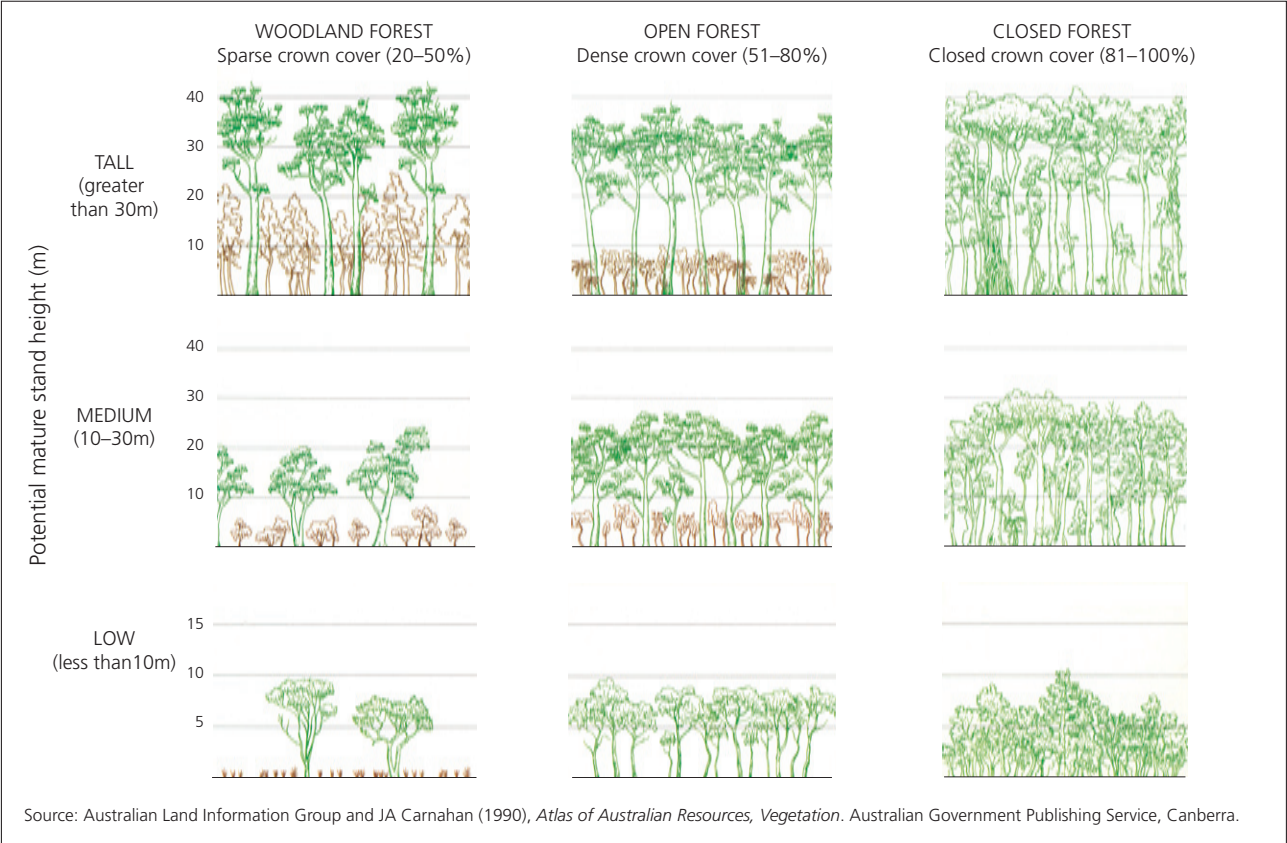 WOODLAND FOREST
Sparse crown cover (20–50%)
OPEN FOREST
Dense crown cover (51–80%)
CLOSED FOREST
Closed crown cover (81–100%)
Potential mature stand height (m)
TALL
(greater
than 30m)
40
30
20
10
MEDIUM
(10–30m)
40
30
20
10
LOW
(less than10m)
15
10
5
Source: Australian Land Information Group and JA Carnahan (1990), Atlas of Australian Resources, Vegetation. Australian Government Publishing Service, Canberra.